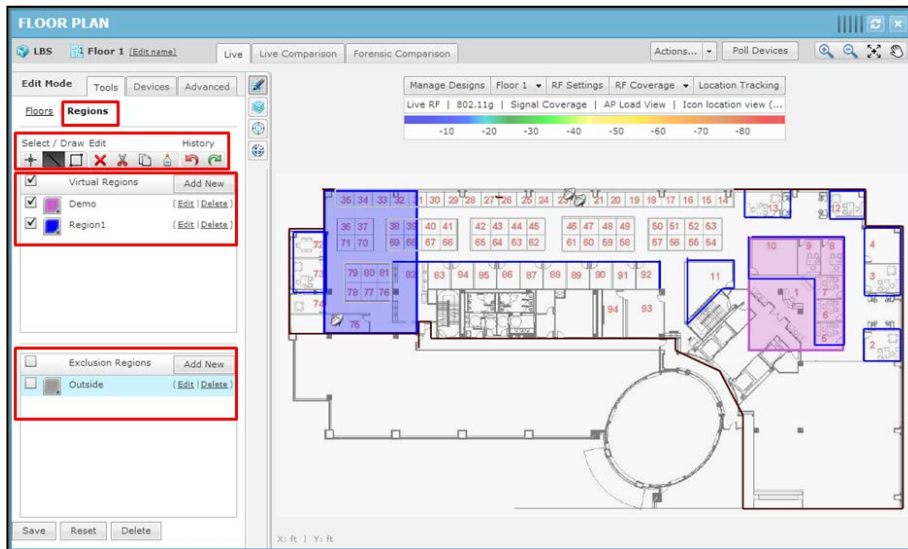 FLOOR PLAN
LBS Floor 1 (Edit name) Live Live Comparison Forensic Comparison Actions... Poll Devices
Edit Mode Tools Devices Advanced
Floors Regions
Select / Draw Edit History
Virtual Regions Add New
Demo (Edit | Delete)
Region1 (Edit | Delete)
Exclusion Regions Add New
Outside (Edit | Delete)
Save Reset Delete
Manage Designs Floor 1 RF Settings RF Coverage Location Tracking
Live RF | 802.11g | Signal Coverage | AP Load View | Icon location view (...
-10 -20 -30 -40 -50 -60 -70 -80
35 34 33 32 31 30 29 28 27 26 25 24 23 21 20 19 18 17 16 15 14 13 12
36 37 38 39 40 41 42 43 44 45 46 47 48 49 50 51 52 53
71 70 69 68 67 66 65 64 63 62 61 60 59 58 57 56 55 54
72 10 9 8 4
73 79 80 81 82 83 84 85 86 87 88 89 90 91 92 11 3
78 77 76 1
74 94 93 6
75 5 2
X: ft | Y: ft